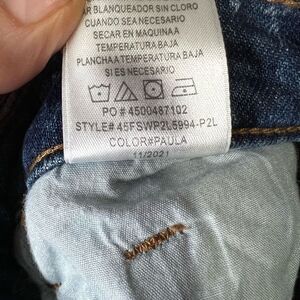 R BLANQUEADOR SIN CLORO
CUANDO SEA NECESARIO
SECAR EN MAQUINA A
TEMPERATURA BAJA
PLANCHA A TEMPERATURA BAJA
SI ES NECESARIO
PO# 4500487102
STYLE# 45FSWP2L5994-P2L
COLOR#PAULA
11/2021